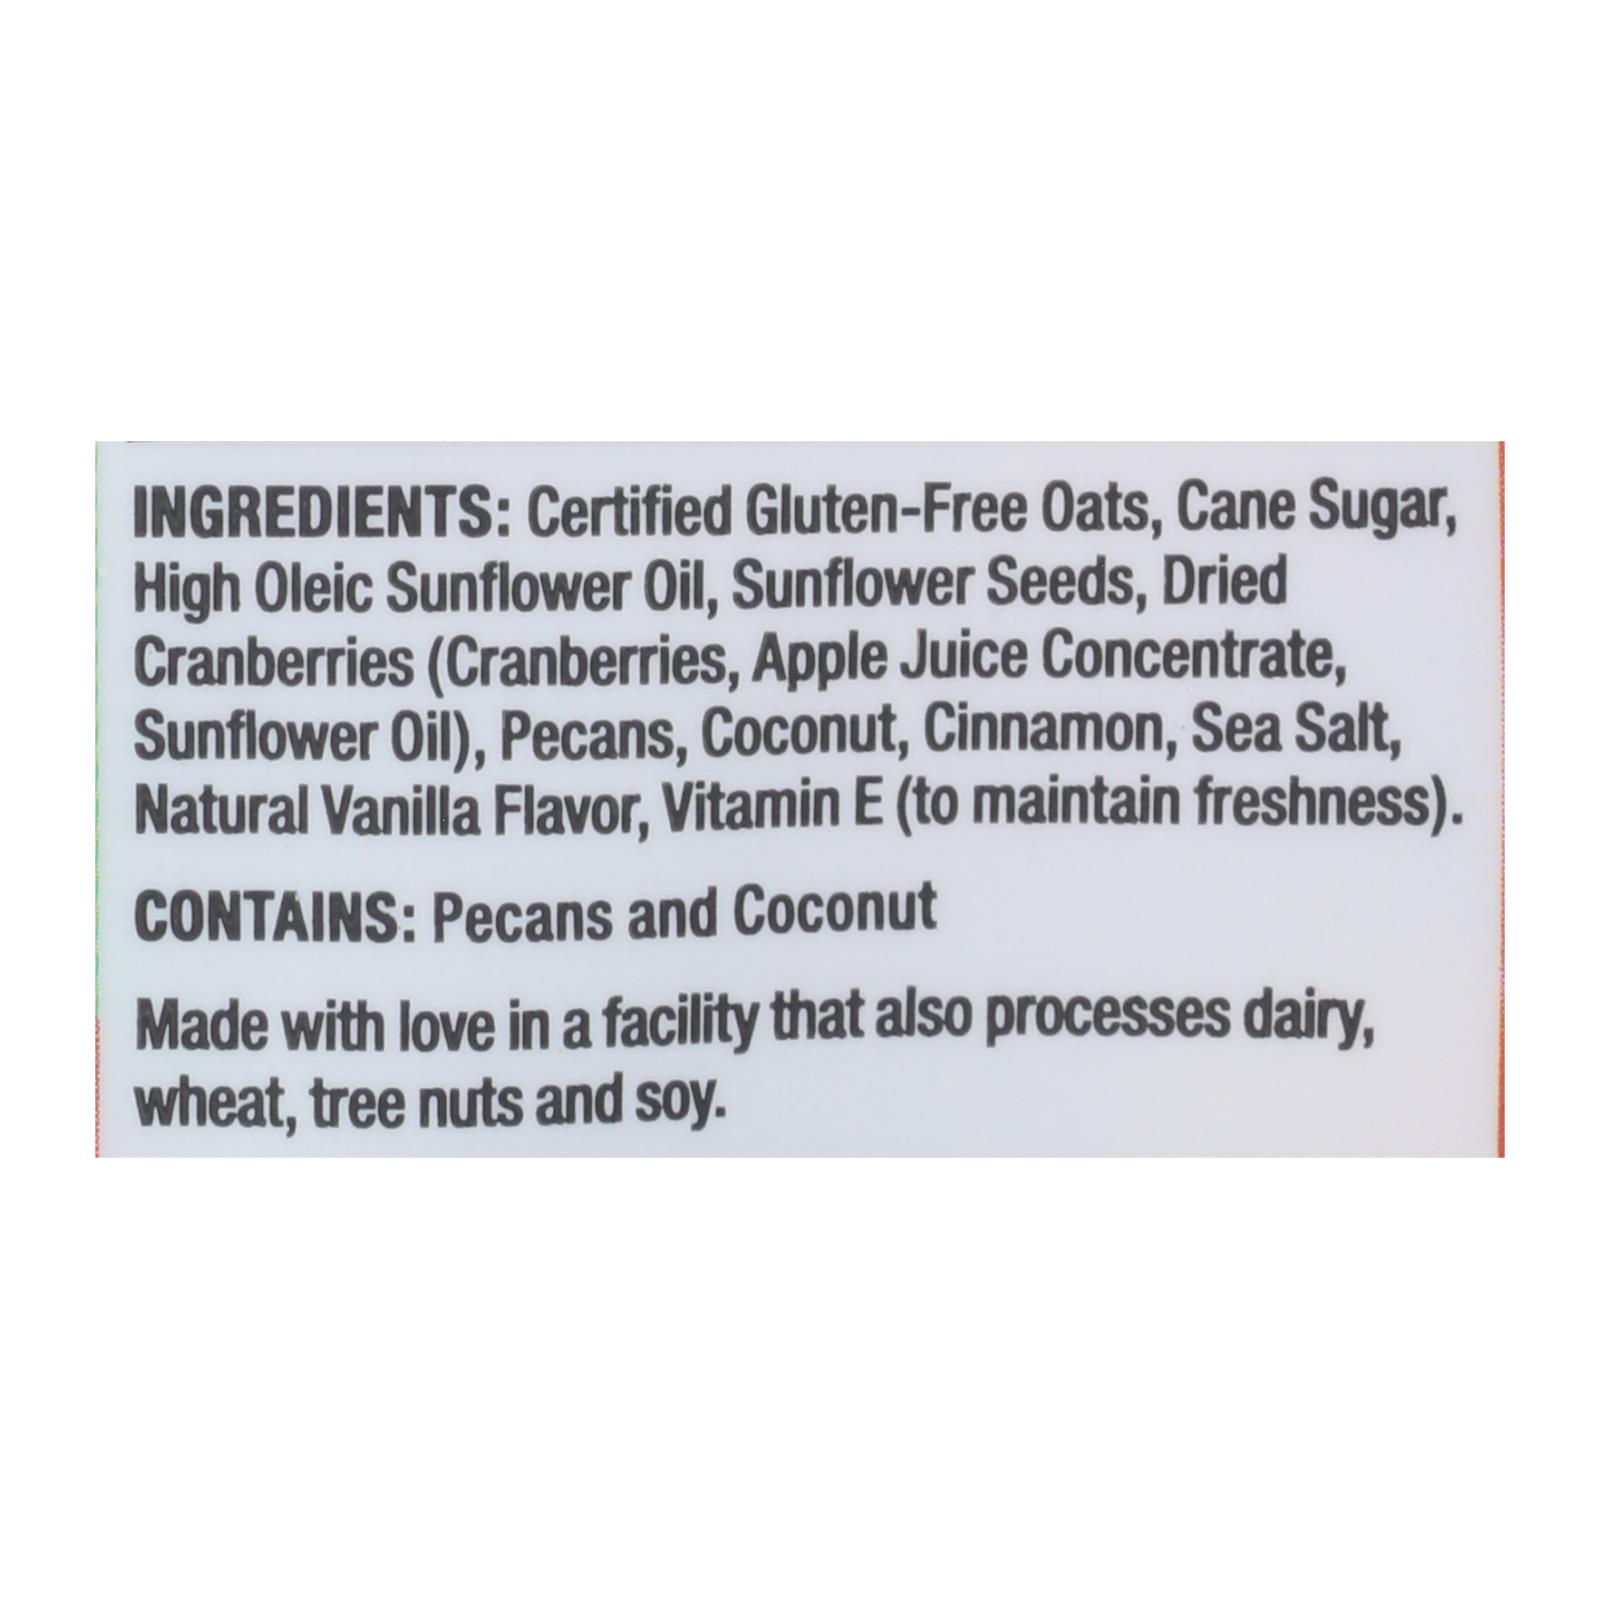 INGREDIENTS: Certified Gluten-Free Oats, Cane Sugar,
High Oleic Sunflower Oil, Sunflower Seeds, Dried
Cranberries (Cranberries, Apple Juice Concentrate,
Sunflower Oil), Pecans, Coconut, Cinnamon, Sea Salt,
Natural Vanilla Flavor, Vitamin E (to maintain freshness).
CONTAINS: Pecans and Coconut
Made with love in a facility that also processes dairy,
wheat, tree nuts and soy.